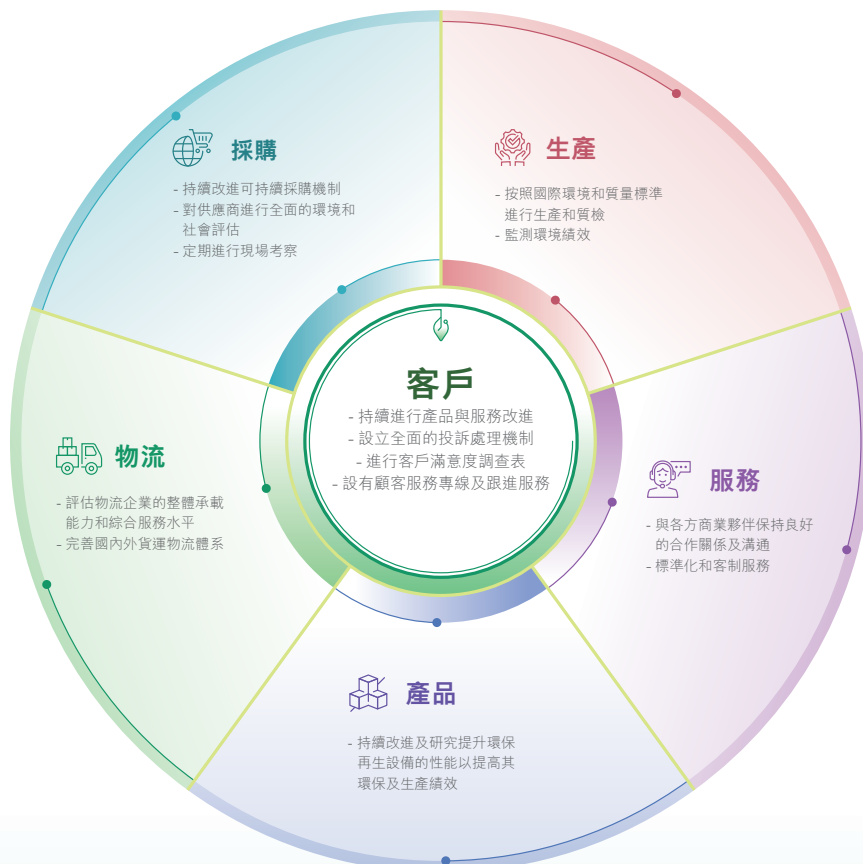 採購
- 持續改進可持續採購機制
- 對供應商進行全面的環境和
社會評估
- 定期進行現場考察
生產
- 按照國際環境和質量標準
進行生產和質檢
- 監測環境績效
客戶
- 持續進行產品與服務改進
- 設立全面的投訴處理機制
- 進行客戶滿意度調查表
- 設有顧客服務專線及跟進服務
物流
- 評估物流企業的整體承載
能力和綜合服務水平
- 完善國內外貨運物流體系
服務
- 與各方商業夥伴保持良好
的合作關係及溝通
- 標準化和客制服務
產品
- 持續改進及研究提升環保
再生設備的性能以提高其
環保及生產績效